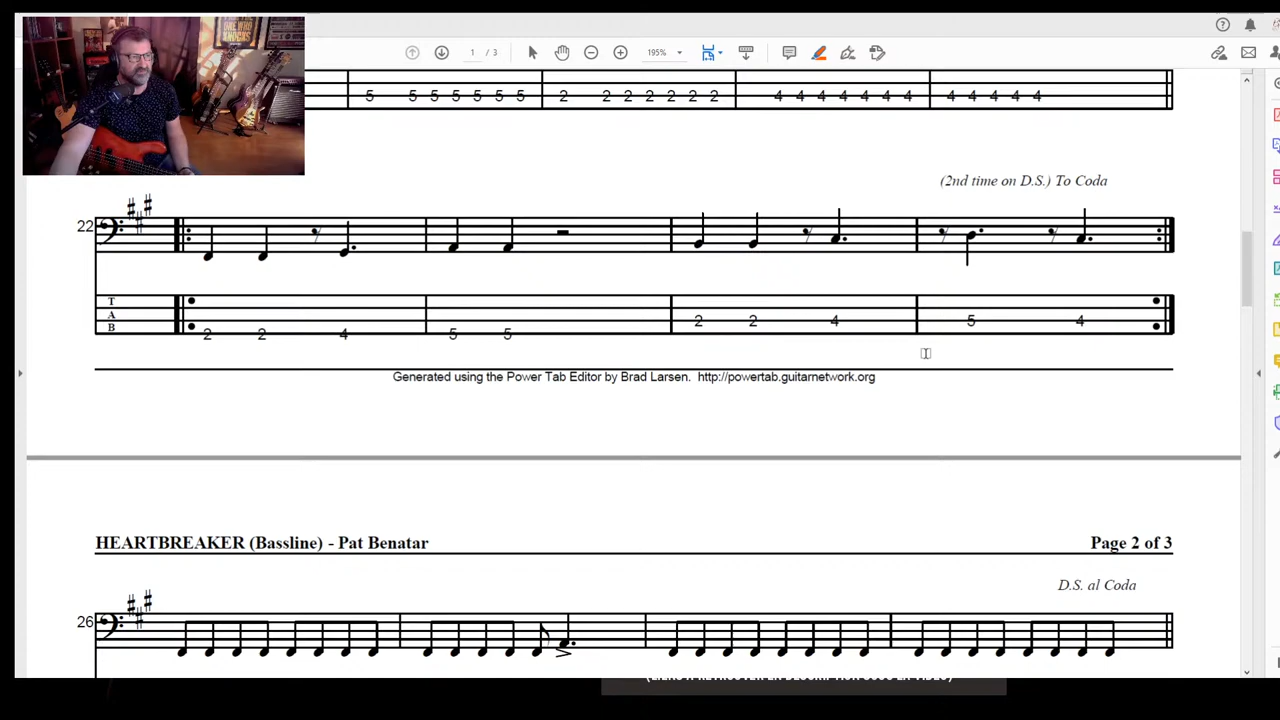 1 / 3
195%
5 5 5 5 5 5 5 2 2 2 2 2 2 2 4 4 4 4 4 4 4 4 4 4 4 4
(2nd time on D.S.) To Coda
22
T
A
B
2 2 4 5 5 2 2 4 5 4
Generated using the Power Tab Editor by Brad Larsen. http://powertab.guitarnetwork.org
HEARTBREAKER (Bassline) - Pat Benatar Page 2 of 3
D.S. al Coda
26